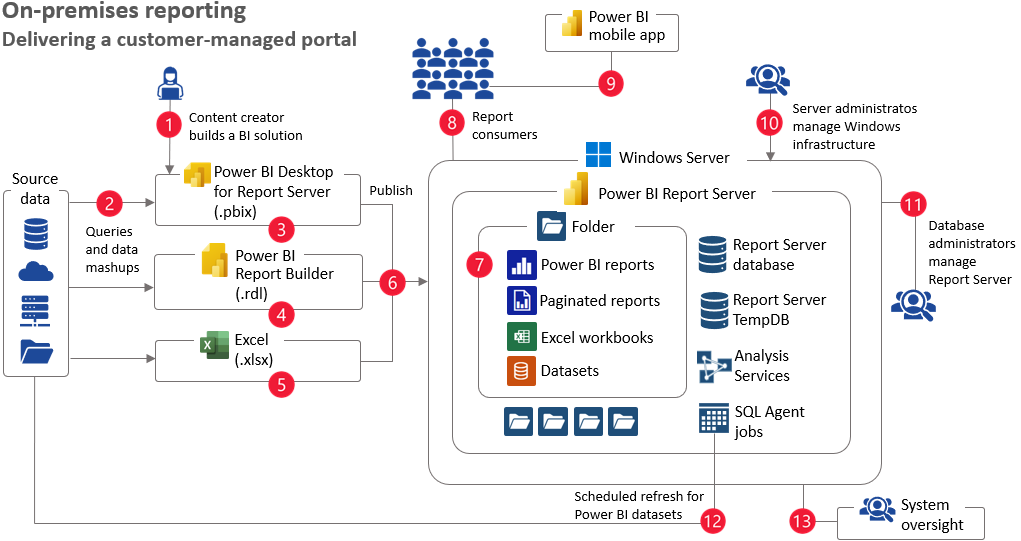 On-premises reporting
Delivering a customer-managed portal
Power BI
mobile app
9
1
Content creator
builds a BI solution
8
Report
consumers
10
Server administratos
manage Windows
infrastructure
Windows Server
Source
data
2
Queries
and data
mashups
Power BI Desktop
for Report Server
(.pbix)
3
Publish
Power BI
Report Builder
(.rdl)
4
Excel
(.xlsx)
5
6
Power BI Report Server
7
Folder
Power BI reports
Paginated reports
Excel workbooks
Datasets
Report Server
database
Report Server
TempDB
Analysis
Services
SQL Agent
jobs
11
Database
administrators
manage
Report Server
Scheduled refresh for
Power BI datasets
12
13
System
oversight